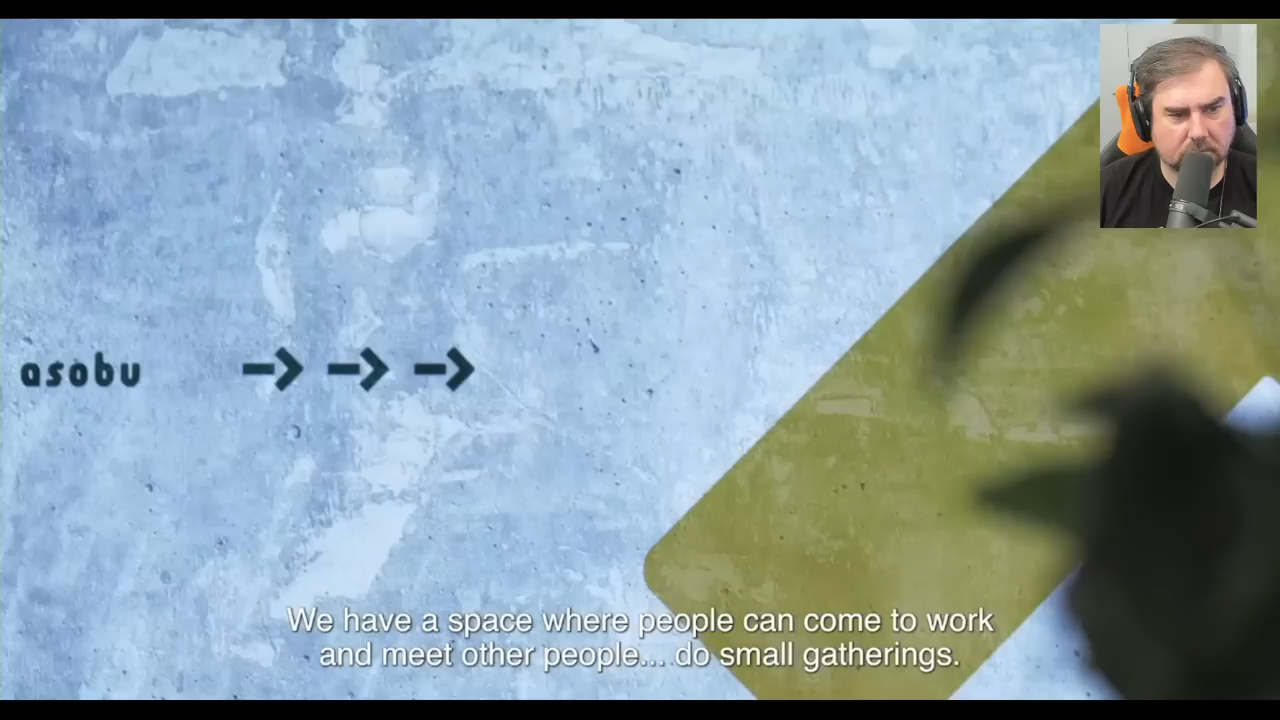 asobu
We have a space where people can come to work
and meet other people... do small gatherings.